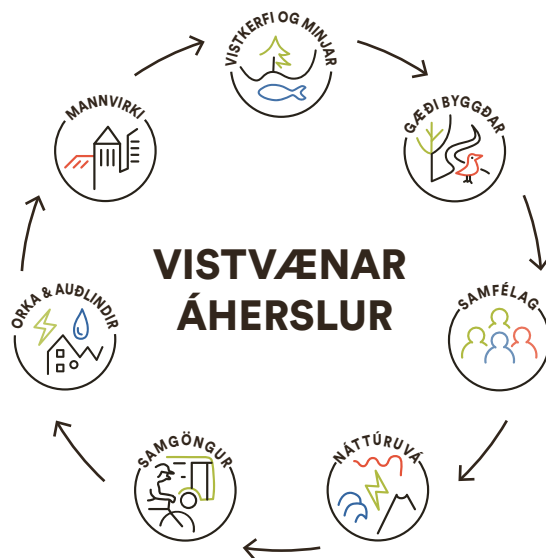 VISTKERFI OG MINJAR
GÆÐI BYGGÐAR
SAMFÉLAG
NÁTTÚRUVÁ
SAMGÖNGUR
ORKA & AUÐLINDIR
MANNVIRKI
VISTVÆNAR
ÁHERSLUR